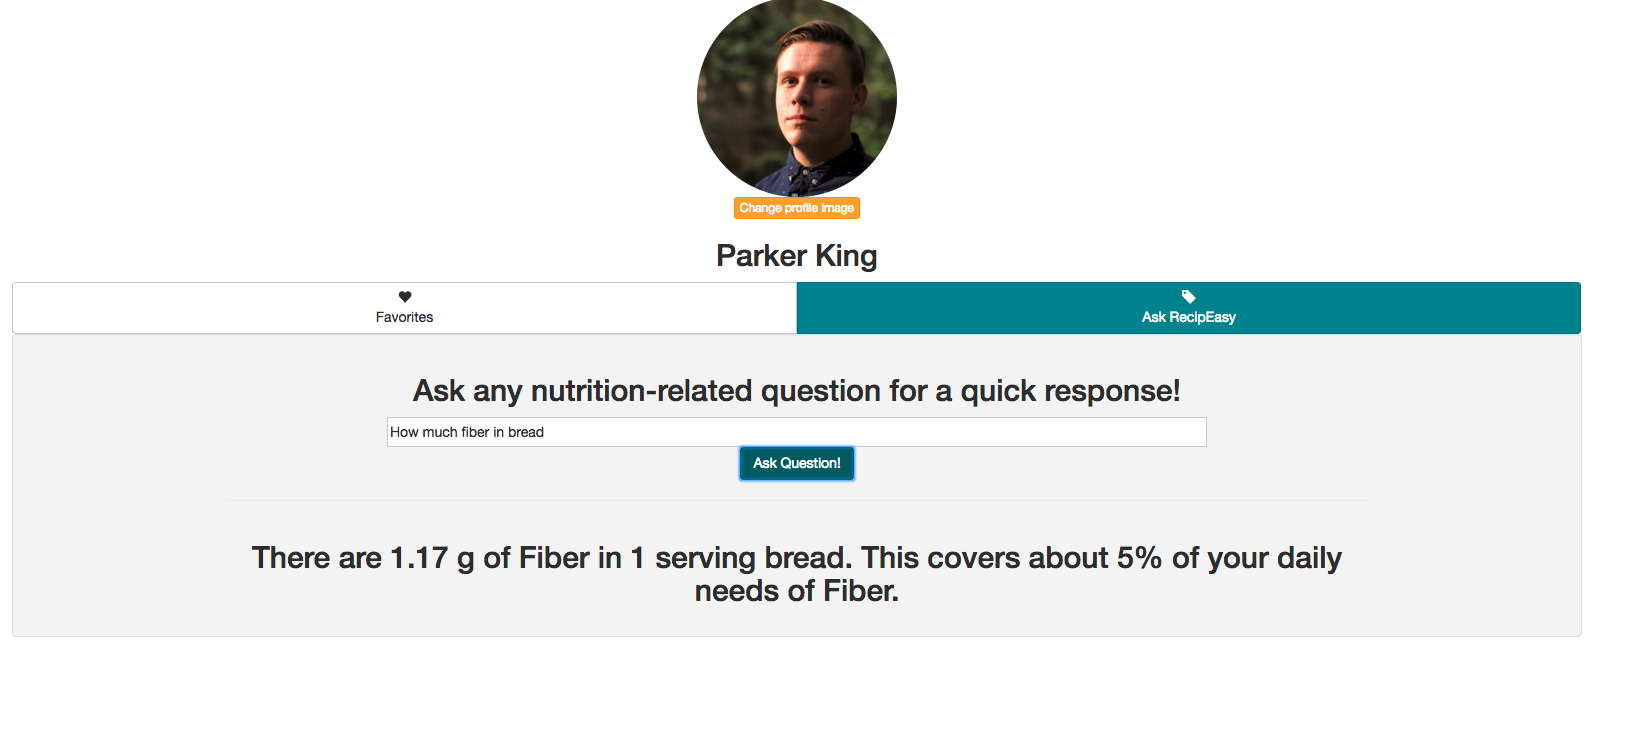 Change profile image
Parker King
Favorites
Ask RecipEasy
Ask any nutrition-related question for a quick response!
How much fiber in bread
Ask Question!
There are 1.17 g of Fiber in 1 serving bread. This covers about 5% of your daily
needs of Fiber.